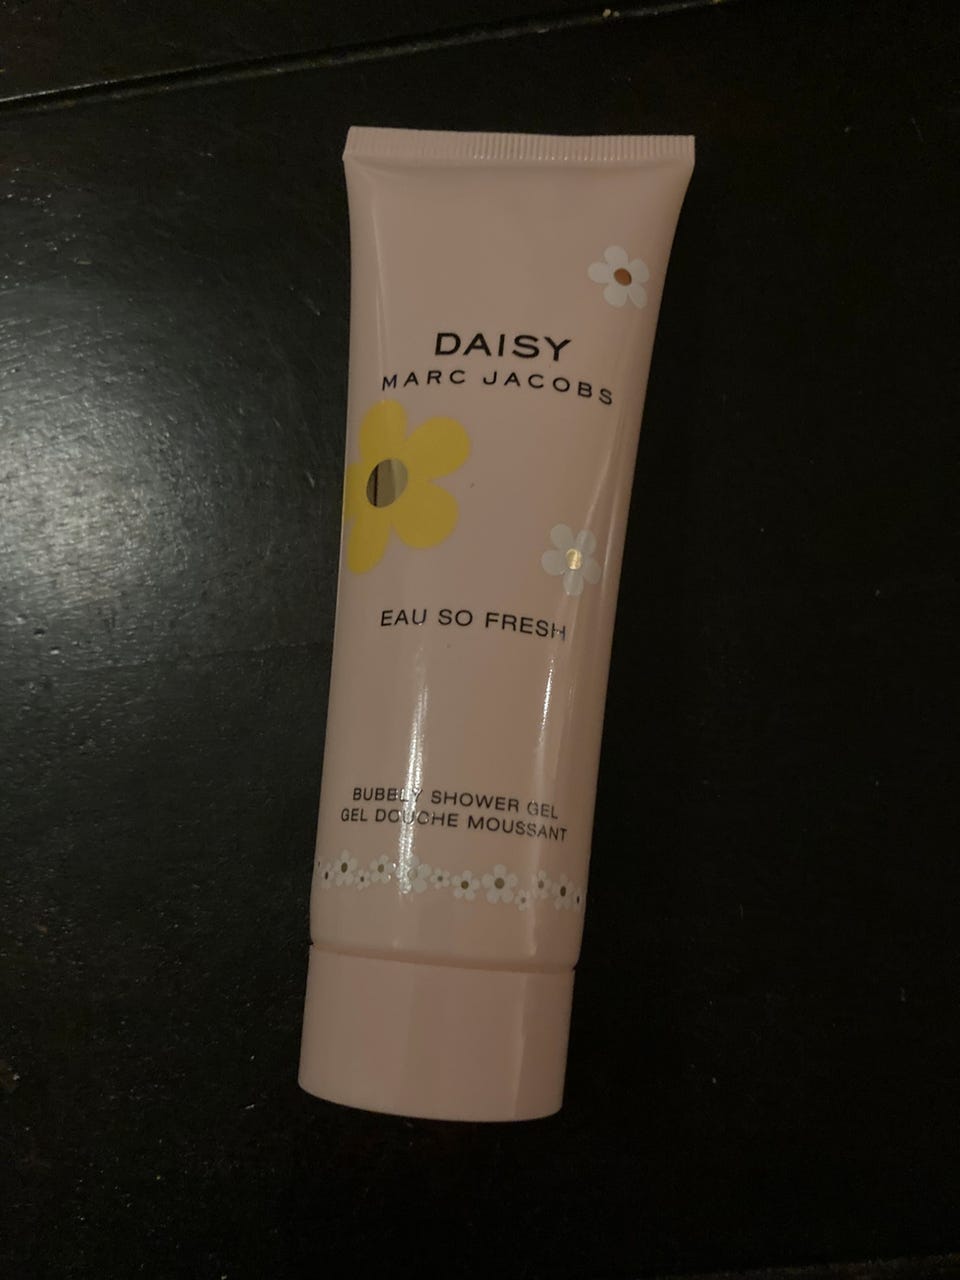 DAISY
MARC JACOBS
EAU SO FRESH
BUBBLY SHOWER GEL
GEL DOUCHE MOUSSANT